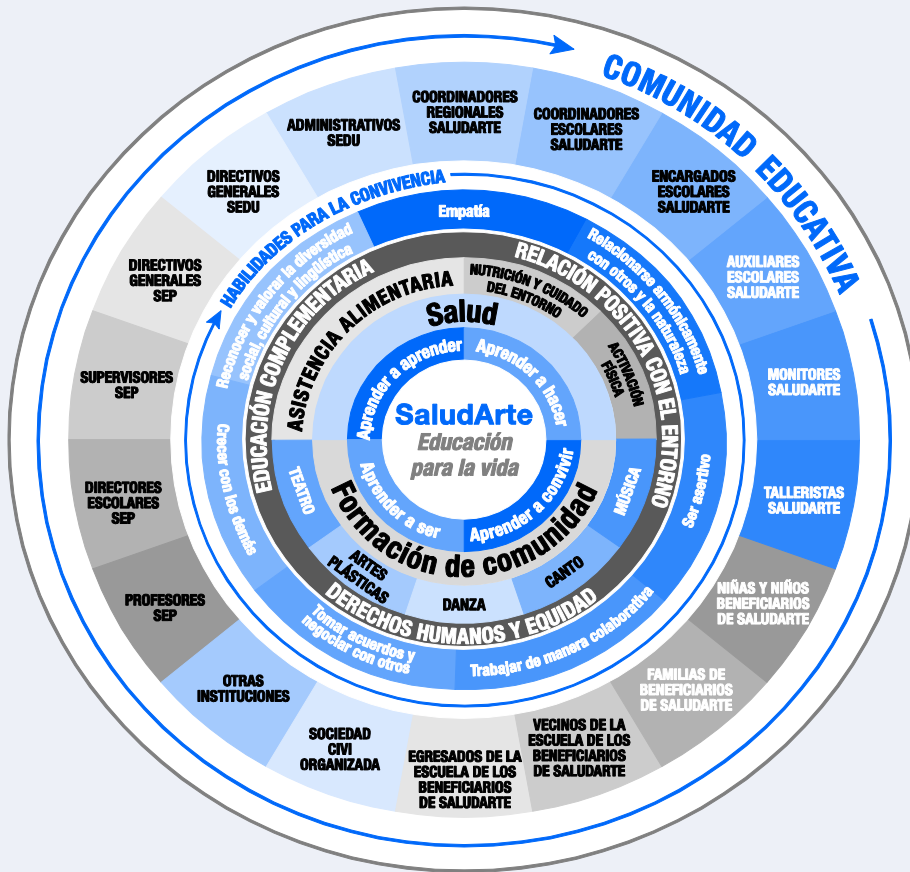 COMUNIDAD EDUCATIVA
COORDINADORES
REGIONALES
SALUDARTE
COORDINADORES
ESCOLARES
SALUDARTE
ENCARGADOS
ESCOLARES
SALUDARTE
AUXILIARES
ESCOLARES
SALUDARTE
MONITORES
SALUDARTE
TALLERISTAS
SALUDARTE
NIÑAS Y NIÑOS
BENEFICIARIOS
DE SALUDARTE
FAMILIAS DE
BENEFICIARIOS
DE SALUDARTE
VECINOS DE LA
ESCUELA DE LOS
BENEFICIARIOS
DE SALUDARTE
EGRESADOS DE LA
ESCUELA DE LOS
BENEFICIARIOS
DE SALUDARTE
SOCIEDAD
CIVI
ORGANIZADA
OTRAS
INSTITUCIONES
PROFESORES
SEP
DIRECTORES
ESCOLARES
SEP
SUPERVISORES
SEP
DIRECTIVOS
GENERALES
SEP
DIRECTIVOS
GENERALES
SEDU
ADMINISTRATIVOS
SEDU
HABILIDADES PARA LA CONVIVENCIA
Empatía
Relacionarse armónicamente
con otros y la naturaleza
Ser asertivo
Trabajar de manera colaborativa
Tomar acuerdos y
negociar con otros
Crecar con los demás
Reconocer y valorar la diversidad
social, cultural y lingüística
EDUCACIÓN COMPLEMENTARIA
RELACIÓN POSITIVA CON EL ENTORNO
DERECHOS HUMANOS Y EQUIDAD
ASISTENCIA ALIMENTARIA
NUTRICIÓN Y CUIDADO
DEL ENTORNO
ACTIVACIÓN
FÍSICA
MÚSICA
CANTO
DANZA
ARTES
PLÁSTICAS
TEATRO
Salud
Formación de comunidad
Aprender a aprender
Aprender a hacer
Aprender a convivir
Aprender a ser
SaludArte
Educación
para la vida